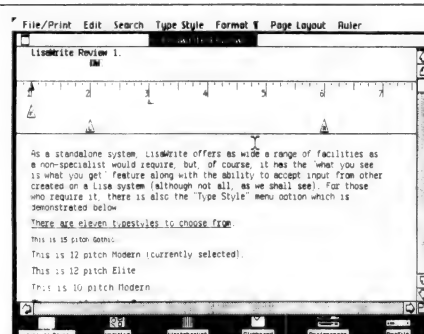 File/Print Edit Search Type Style Format ¶ Page Layout Ruler
LisaWrite Review 1.
1 2 3 4 5 6 7
As a standalone system, LisaWrite offers as wide a range of facilities as
a non-specialist would require, but, of course, it has the 'what you see
is what you get' feature along with the ability to accept input from other
created on a Lisa system (although not all, as we shall see). For those
who require it, there is also the "Type Style" menu option which is
demonstrated below
There are eleven typestyles to choose from.
This is 15 pitch Gothic.
This is 12 pitch Modern (currently selected).
This is 12 pitch Elite
This is 10 pitch Modern